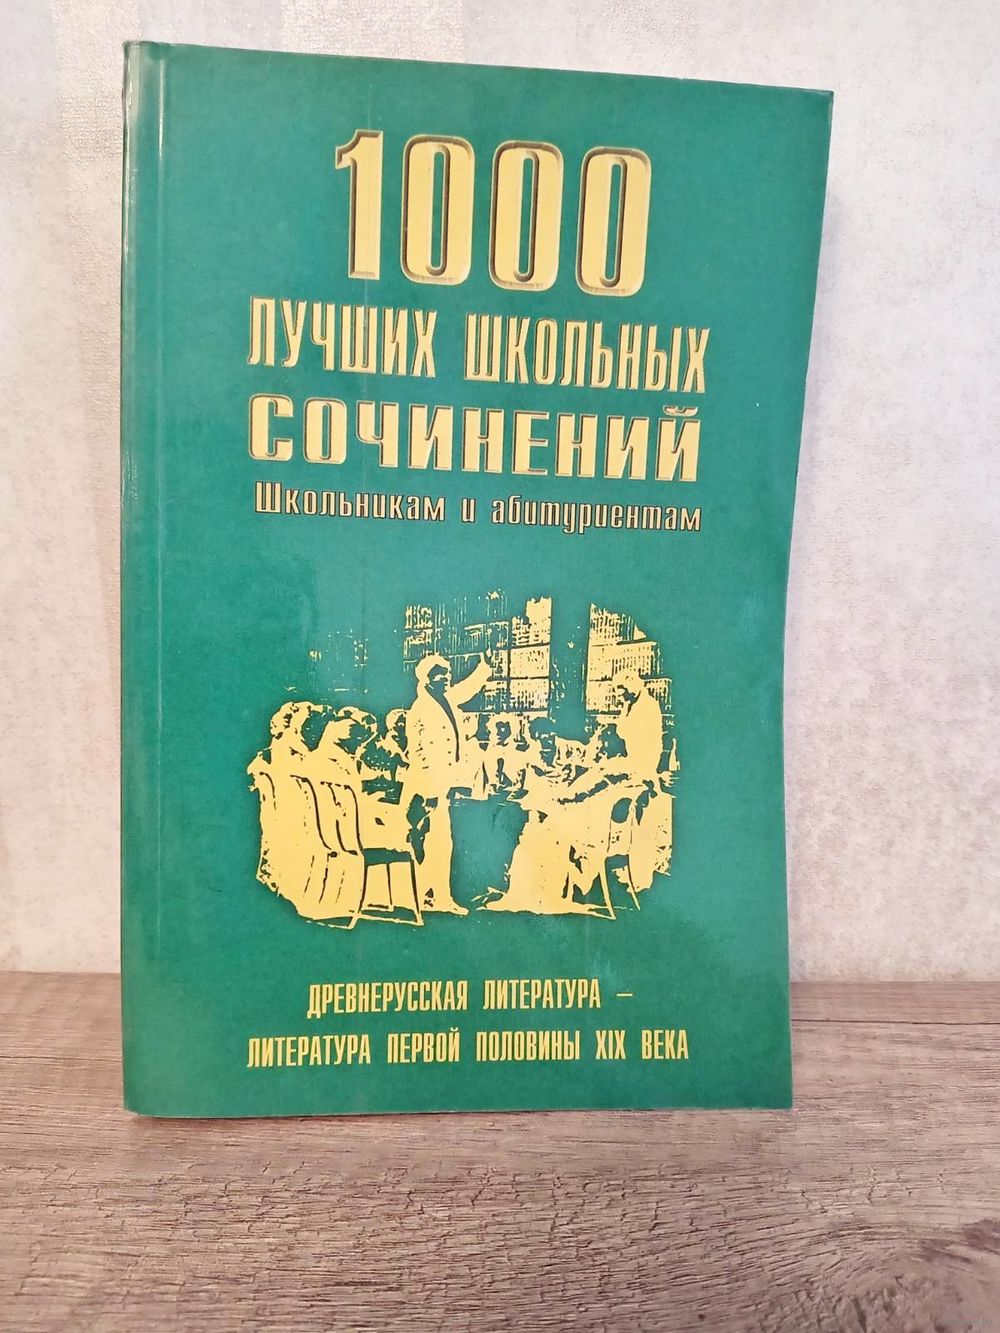 1000
ЛУЧШИХ ШКОЛЬНЫХ
СОЧИНЕНИЙ
Школьникам и абитуриентам
ДРЕВНЕРУССКАЯ ЛИТЕРАТУРА –
ЛИТЕРАТУРА ПЕРВОЙ ПОЛОВИНЫ XIX ВЕКА